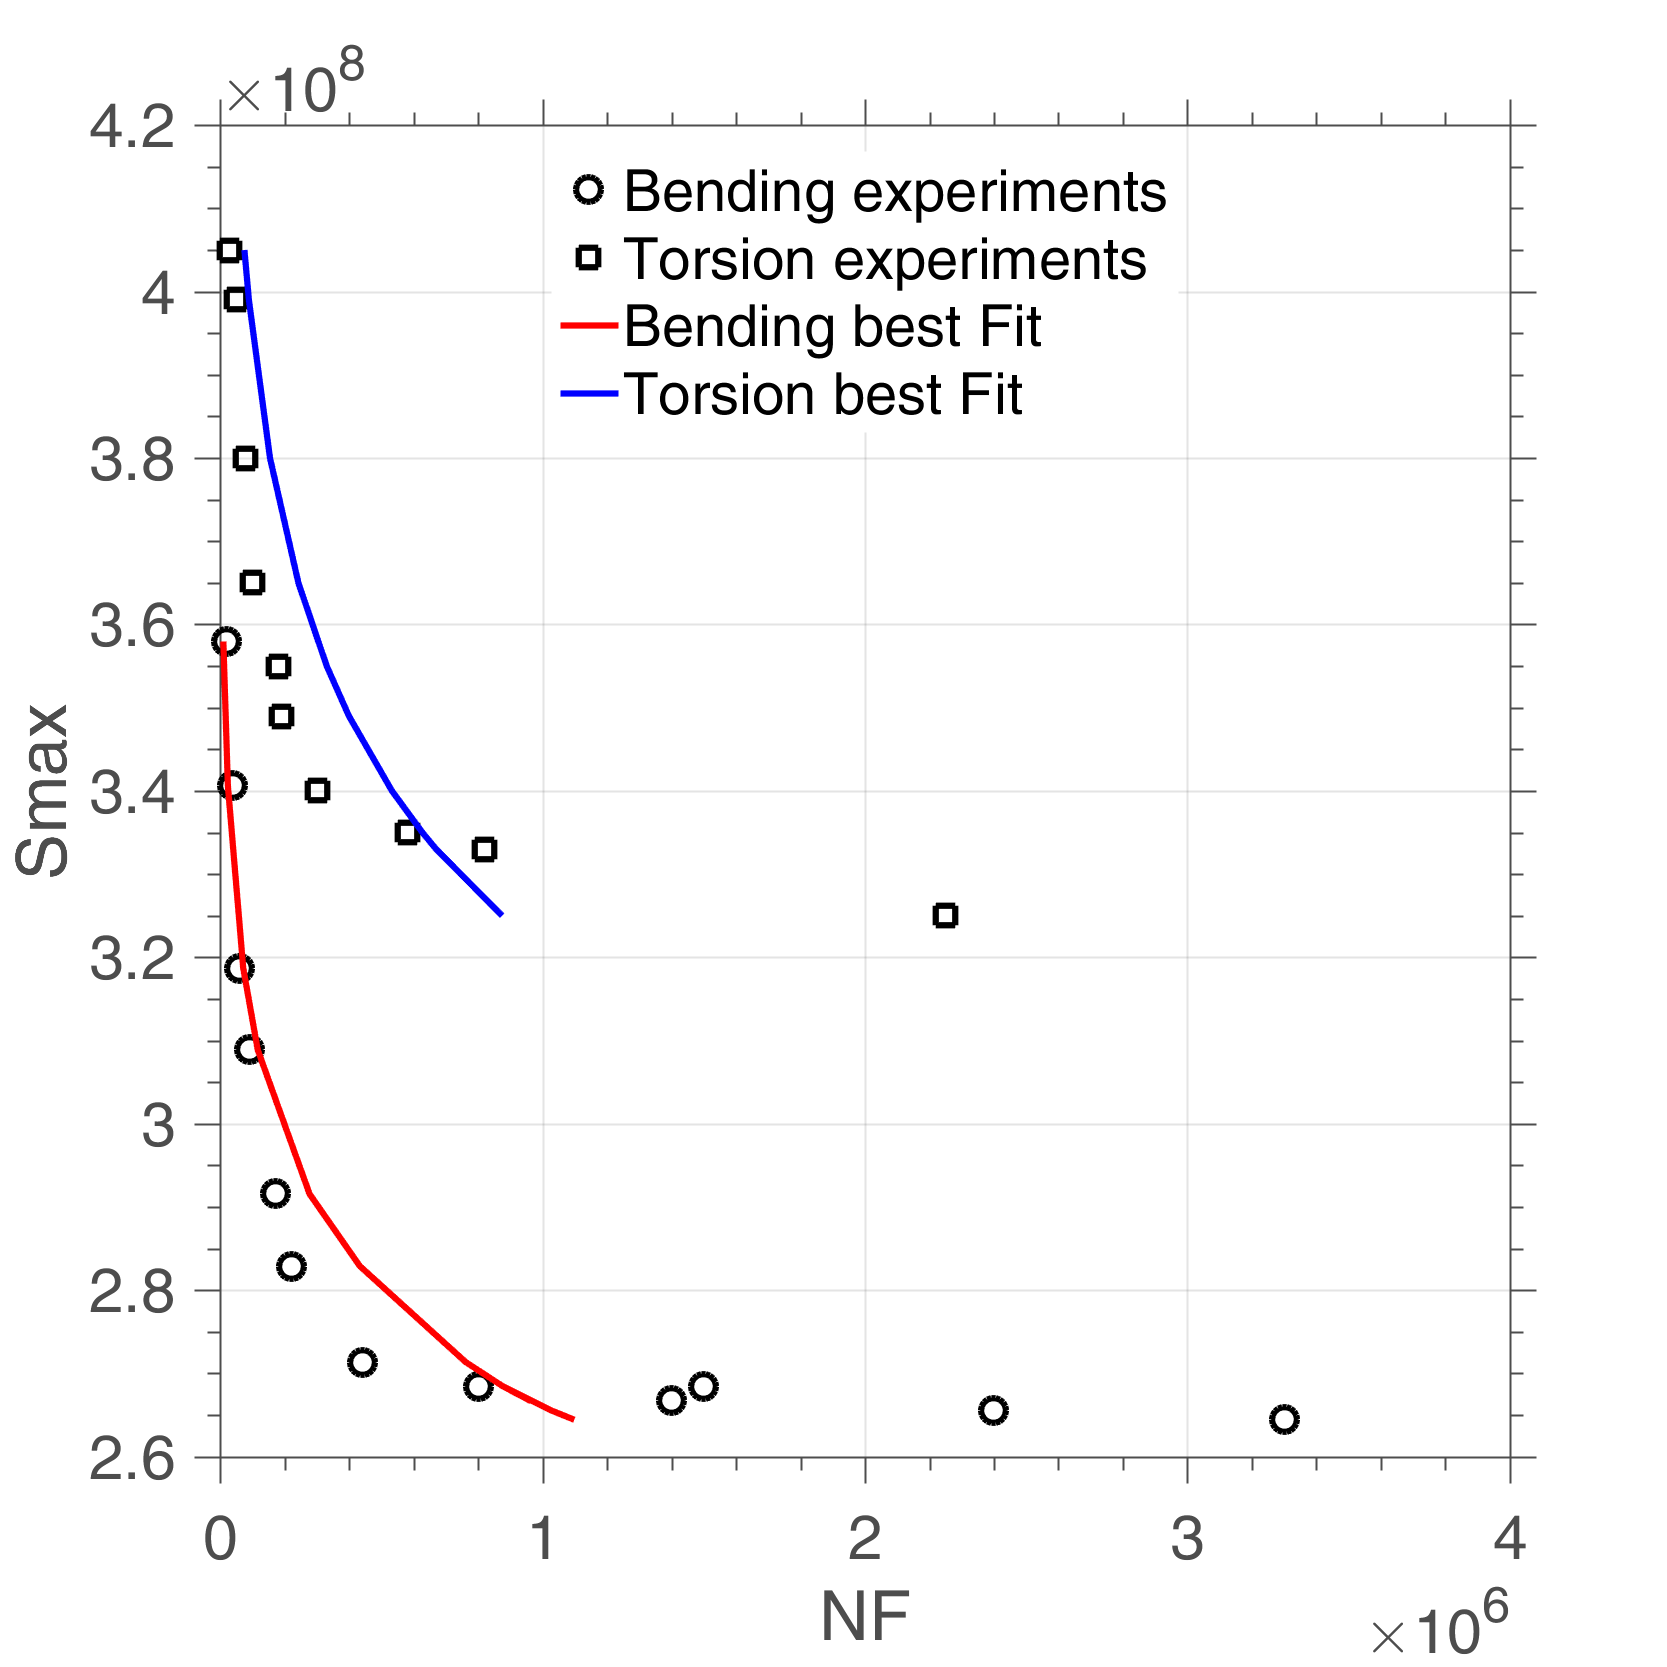 ×10⁸
4.2
4
3.8
3.6
3.4
3.2
3
2.8
2.6
Smax
Bending experiments
Torsion experiments
Bending best Fit
Torsion best Fit
0 1 2 3 4
NF
×10⁶